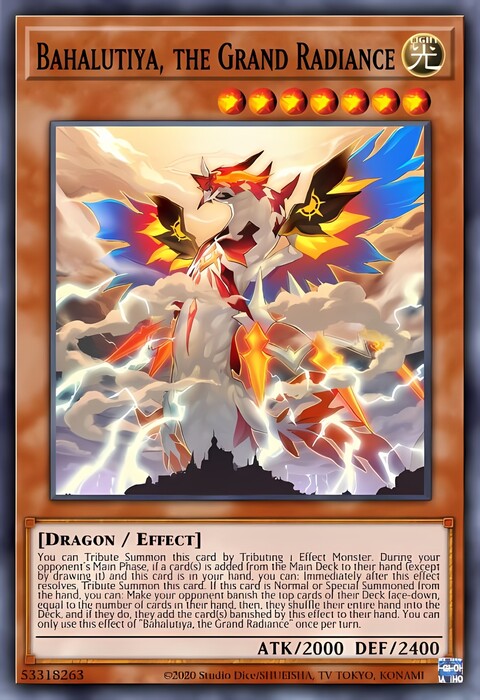 BAHALUTIYA, THE GRAND RADIANCE
LIGHT
光
[DRAGON / EFFECT]
You can Tribute Summon this card by Tributing 1 Effect Monster. During your
opponent's Main Phase, if a card(s) is added from the Main Deck to their hand (except
by drawing it) and this card is in your hand, you can: Immediately after this effect
resolves, Tribute Summon this card. If this card is Normal or Special Summoned from
the hand, you can: Make your opponent banish the top cards of their Deck face-down,
equal to the number of cards in their hand, then, they shuffle their entire hand into the
Deck, and if they do, they add the card(s) banished by this effect to their hand. You can
only use this effect of "Bahalutiya, the Grand Radiance" once per turn.
ATK/2000 DEF/2400
53318263
©2020 Studio Dice/SHUEISHA, TV TOKYO, KONAMI